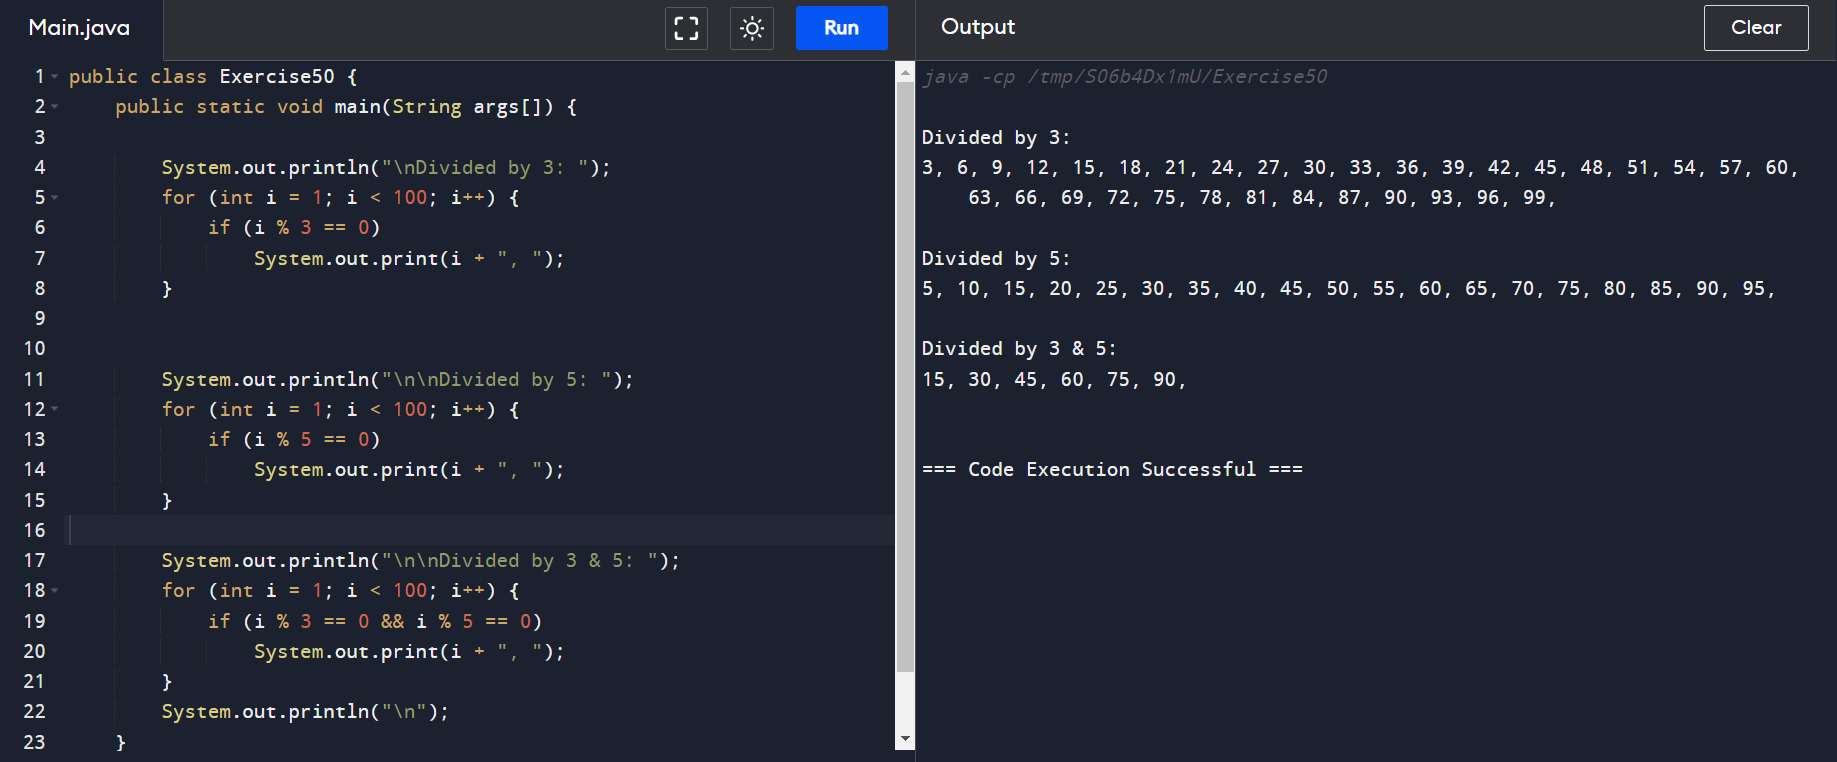 Main.java
Run
Output
Clear
1 public class Exercise50 {
2     public static void main(String args[]) {
3
4         System.out.println("\nDivided by 3: ");
5         for (int i = 1; i < 100; i++) {
6             if (i % 3 == 0)
7                 System.out.print(i + ", ");
8         }
9
10
11         System.out.println("\n\nDivided by 5: ");
12         for (int i = 1; i < 100; i++) {
13             if (i % 5 == 0)
14                 System.out.print(i + ", ");
15         }
16
17         System.out.println("\n\nDivided by 3 & 5: ");
18         for (int i = 1; i < 100; i++) {
19             if (i % 3 == 0 && i % 5 == 0)
20                 System.out.print(i + ", ");
21         }
22         System.out.println("\n");
23     }
java -cp /tmp/S06b4Dx1mU/Exercise50
Divided by 3:
3, 6, 9, 12, 15, 18, 21, 24, 27, 30, 33, 36, 39, 42, 45, 48, 51, 54, 57, 60,
63, 66, 69, 72, 75, 78, 81, 84, 87, 90, 93, 96, 99,
Divided by 5:
5, 10, 15, 20, 25, 30, 35, 40, 45, 50, 55, 60, 65, 70, 75, 80, 85, 90, 95,
Divided by 3 & 5:
15, 30, 45, 60, 75, 90,
=== Code Execution Successful ===